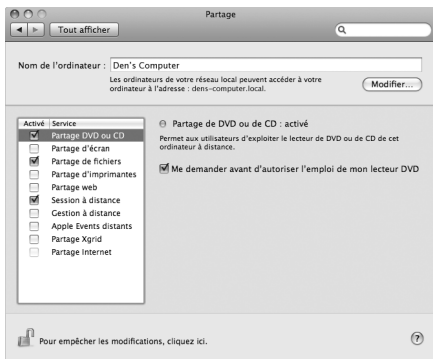 Partage
Tout afficher
Nom de l'ordinateur : Den's Computer
Les ordinateurs de votre réseau local peuvent accéder à votre
ordinateur à l'adresse : dens-computer.local.
Modifier...
Activé Service
Partage DVD ou CD
Partage d'écran
Partage de fichiers
Partage d'imprimantes
Partage web
Session à distance
Gestion à distance
Apple Events distants
Partage Xgrid
Partage Internet
Partage de DVD ou de CD : activé
Permet aux utilisateurs d'exploiter le lecteur de DVD ou de CD de cet
ordinateur à distance.
Me demander avant d'autoriser l'emploi de mon lecteur DVD
Pour empêcher les modifications, cliquez ici.
?